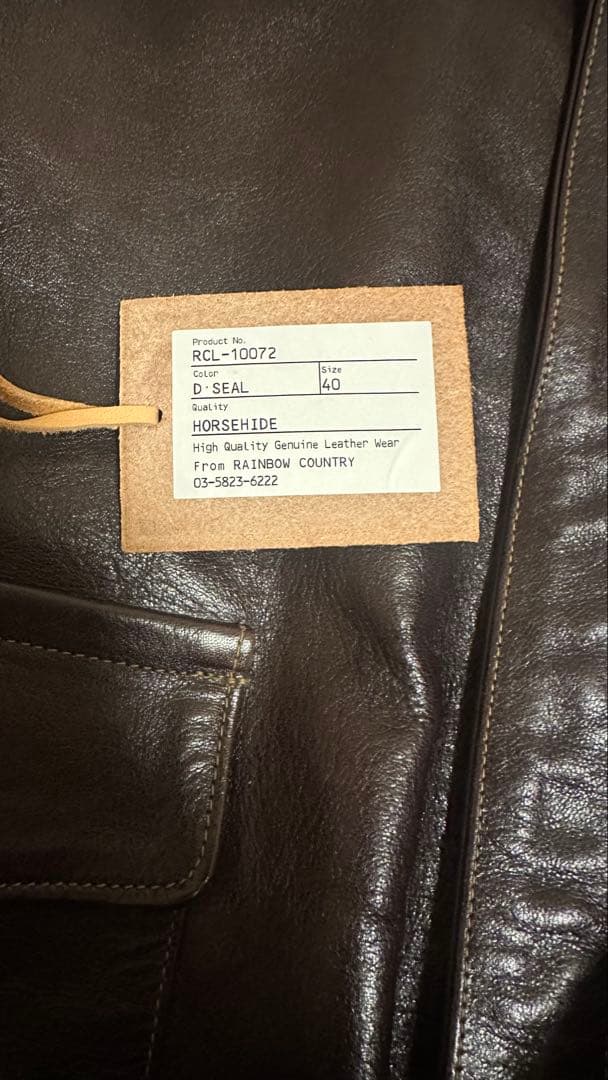 Product No.
RCL-10072
Color Size
D·SEAL 40
Quality
HORSEHIDE
High Quality Genuine Leather Wear
From RAINBOW COUNTRY
03-5823-6222